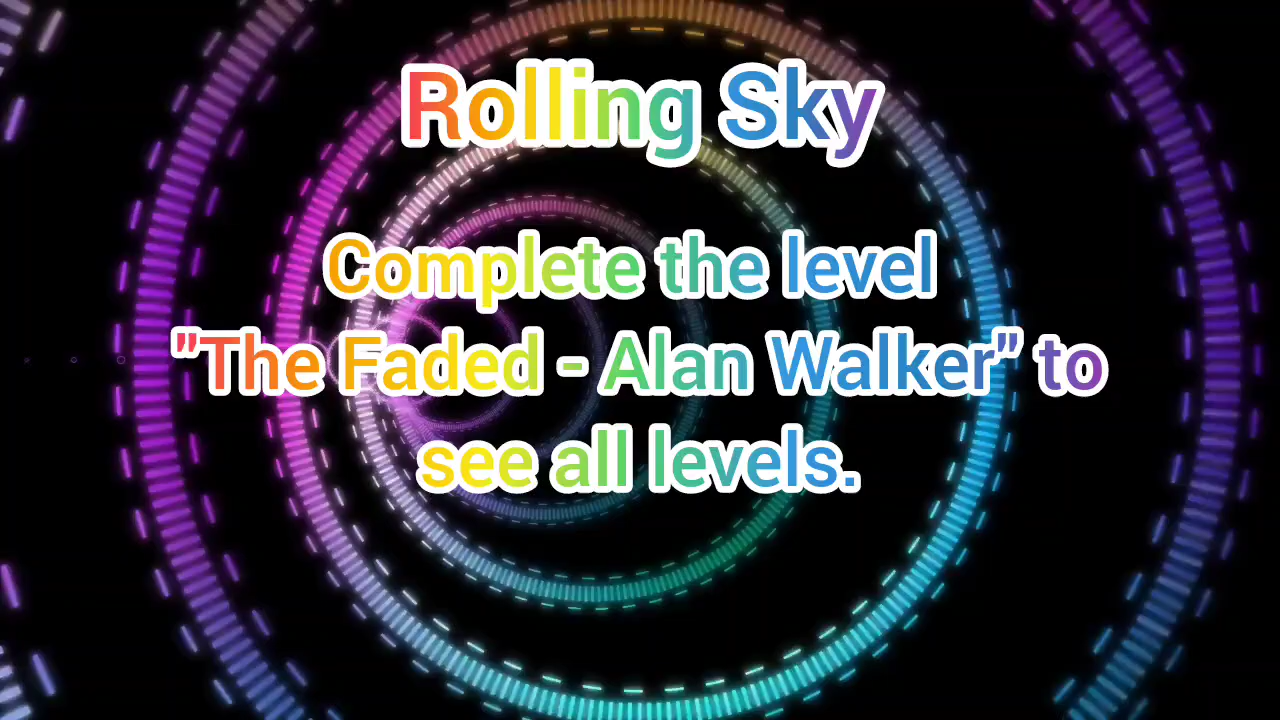 Rolling Sky
Complete the level
"The Faded - Alan Walker" to
see all levels.